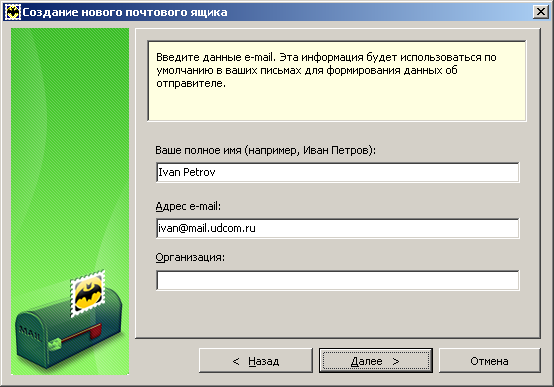 Создание нового почтового ящика
Введите данные e-mail. Эта информация будет использоваться по
умолчанию в ваших письмах для формирования данных об
отправителе.
Ваше полное имя (например, Иван Петров):
Ivan Petrov
Адрес e-mail:
ivan@mail.udcom.ru
Организация:
MAIL
< Назад
Далее >
Отмена